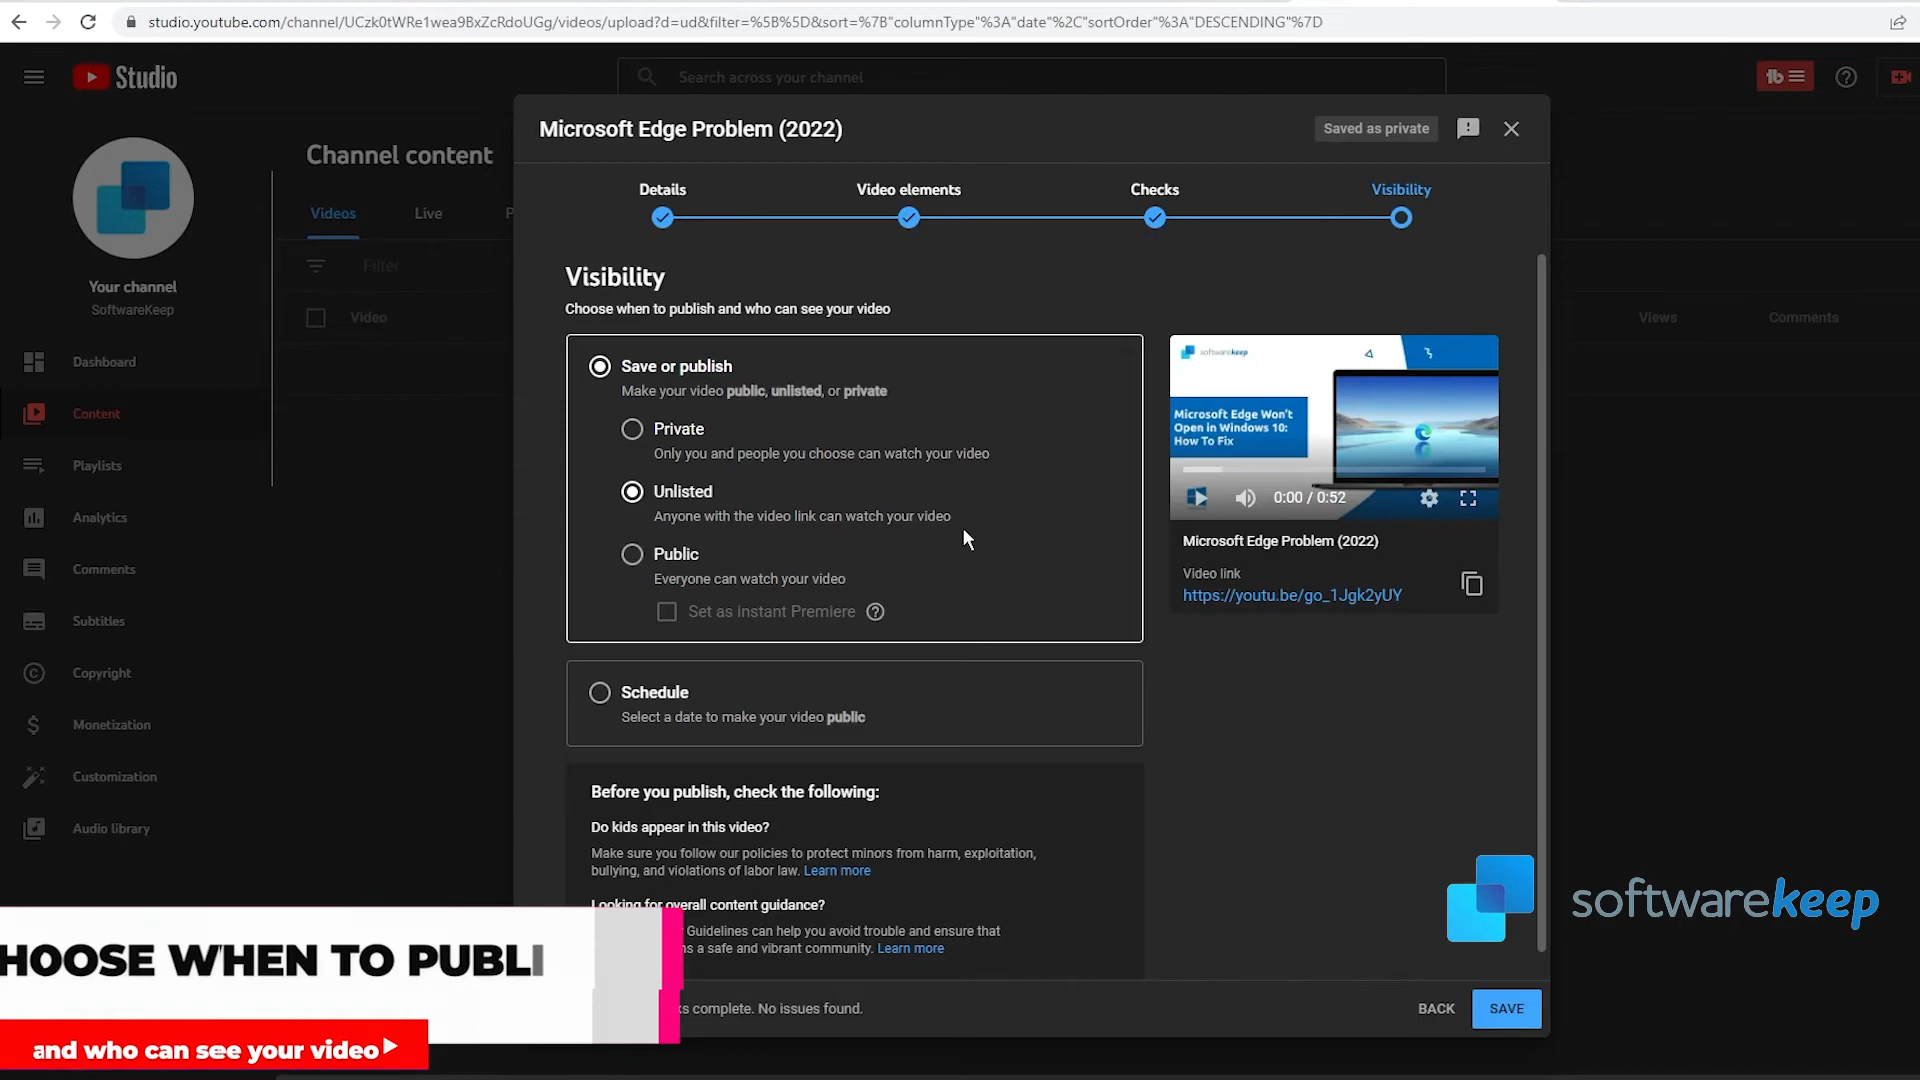 studio.youtube.com/channel/UCzk0tWRe1wea9BxZcRdoUGg/videos/upload?d=ud&filter=%5B%5D&sort=%7B"columnType"%3A"date"%2C"sortOrder"%3A"DESCENDING"%7D
Studio
Search across your channel
Microsoft Edge Problem (2022)
Saved as private
Channel content
Details
Video elements
Checks
Visibility
Videos
Live
P
Filter
Your channel
SoftwareKeep
Video
Views
Comments
Dashboard
Content
Playlists
Analytics
Comments
Subtitles
Copyright
Monetization
Customization
Audio library
Visibility
Choose when to publish and who can see your video
Save or publish
Make your video public, unlisted, or private
Private
Only you and people you choose can watch your video
Unlisted
Anyone with the video link can watch your video
Public
Everyone can watch your video
Set as instant Premiere
Schedule
Select a date to make your video public
Before you publish, check the following:
Do kids appear in this video?
Make sure you follow our policies to protect minors from harm, exploitation,
bullying, and violations of labor law. Learn more
Looking for overall content guidance?
Guidelines can help you avoid trouble and ensure that
ns a safe and vibrant community. Learn more
softwarekeep
Microsoft Edge Won't
Open in Windows 10:
How To Fix
0:00 / 0:52
Microsoft Edge Problem (2022)
Video link
https://youtu.be/go_1Jgk2yUY
softwarekeep
HOOSE WHEN TO PUBLI
and who can see your video
ks complete. No issues found.
BACK
SAVE